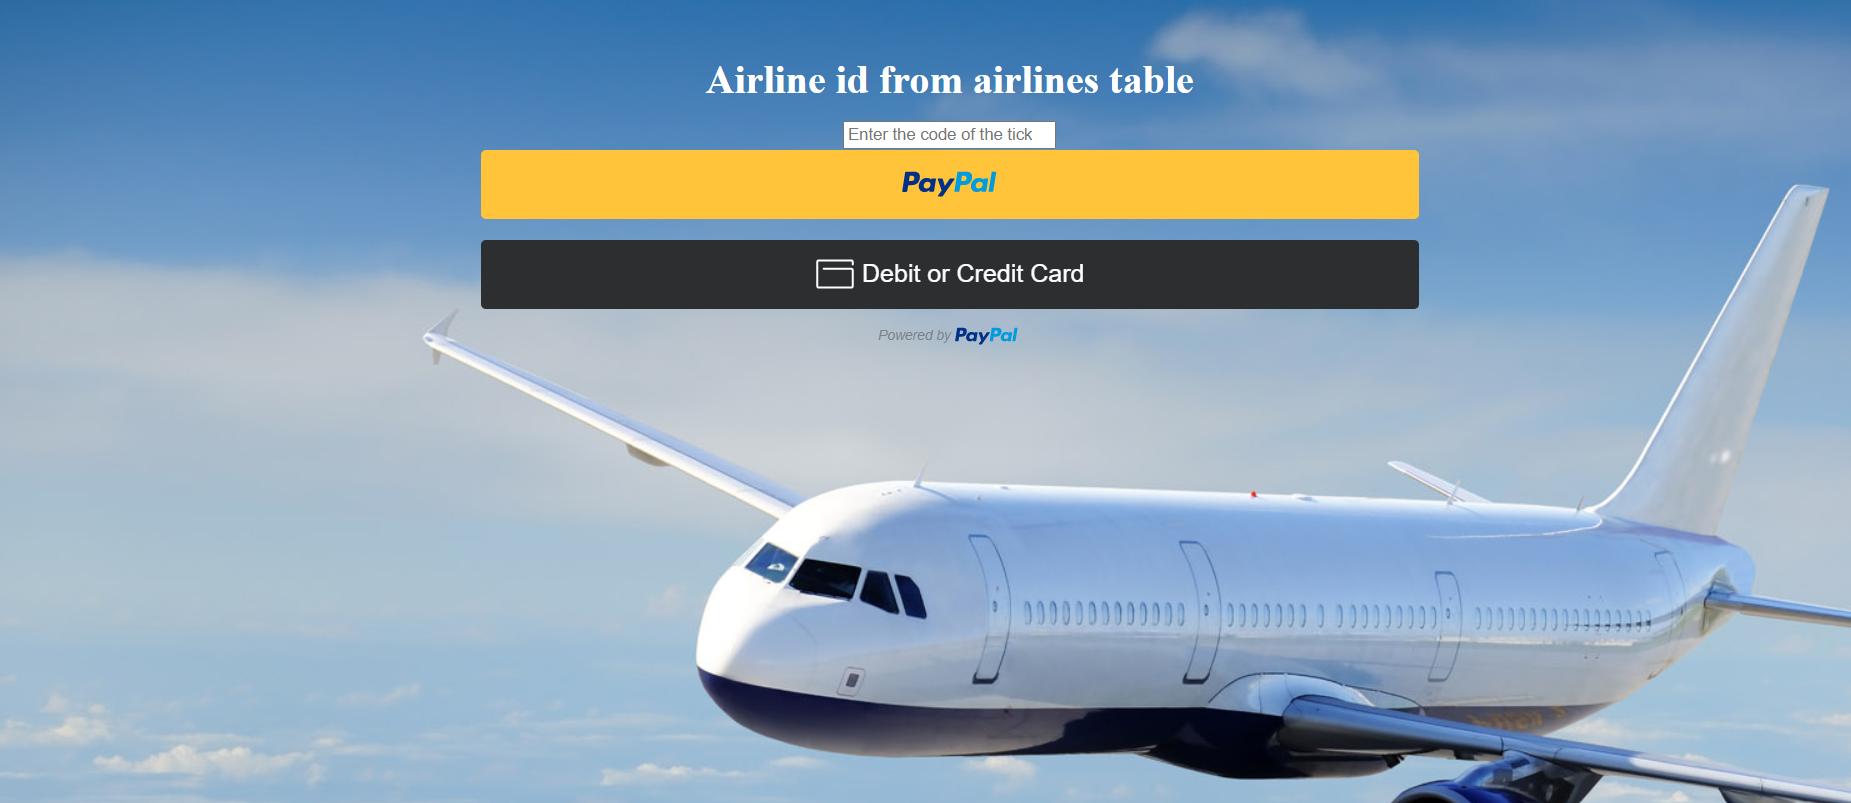 Airline id from airlines table
Enter the code of the tick
PayPal
Debit or Credit Card
Powered by PayPal